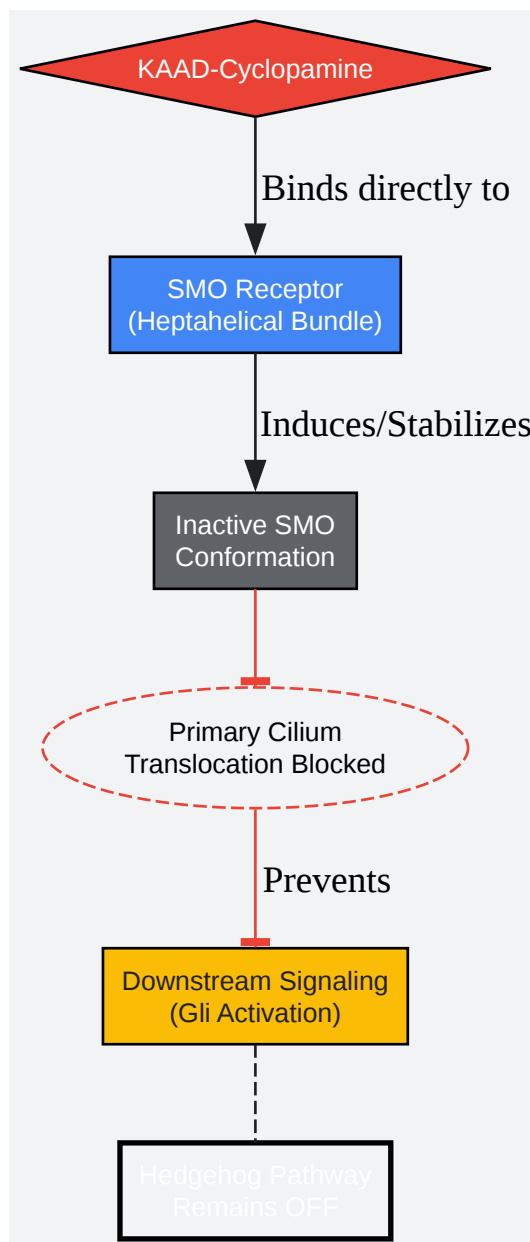 KAAD-Cyclopamine
Binds directly to
SMO Receptor
(Heptahelical Bundle)
Induces/Stabilizes
Inactive SMO
Conformation
Primary Cilium
Translocation Blocked
Prevents
Downstream Signaling
(Gli Activation)
Hedgehog Pathway
Remains OFF